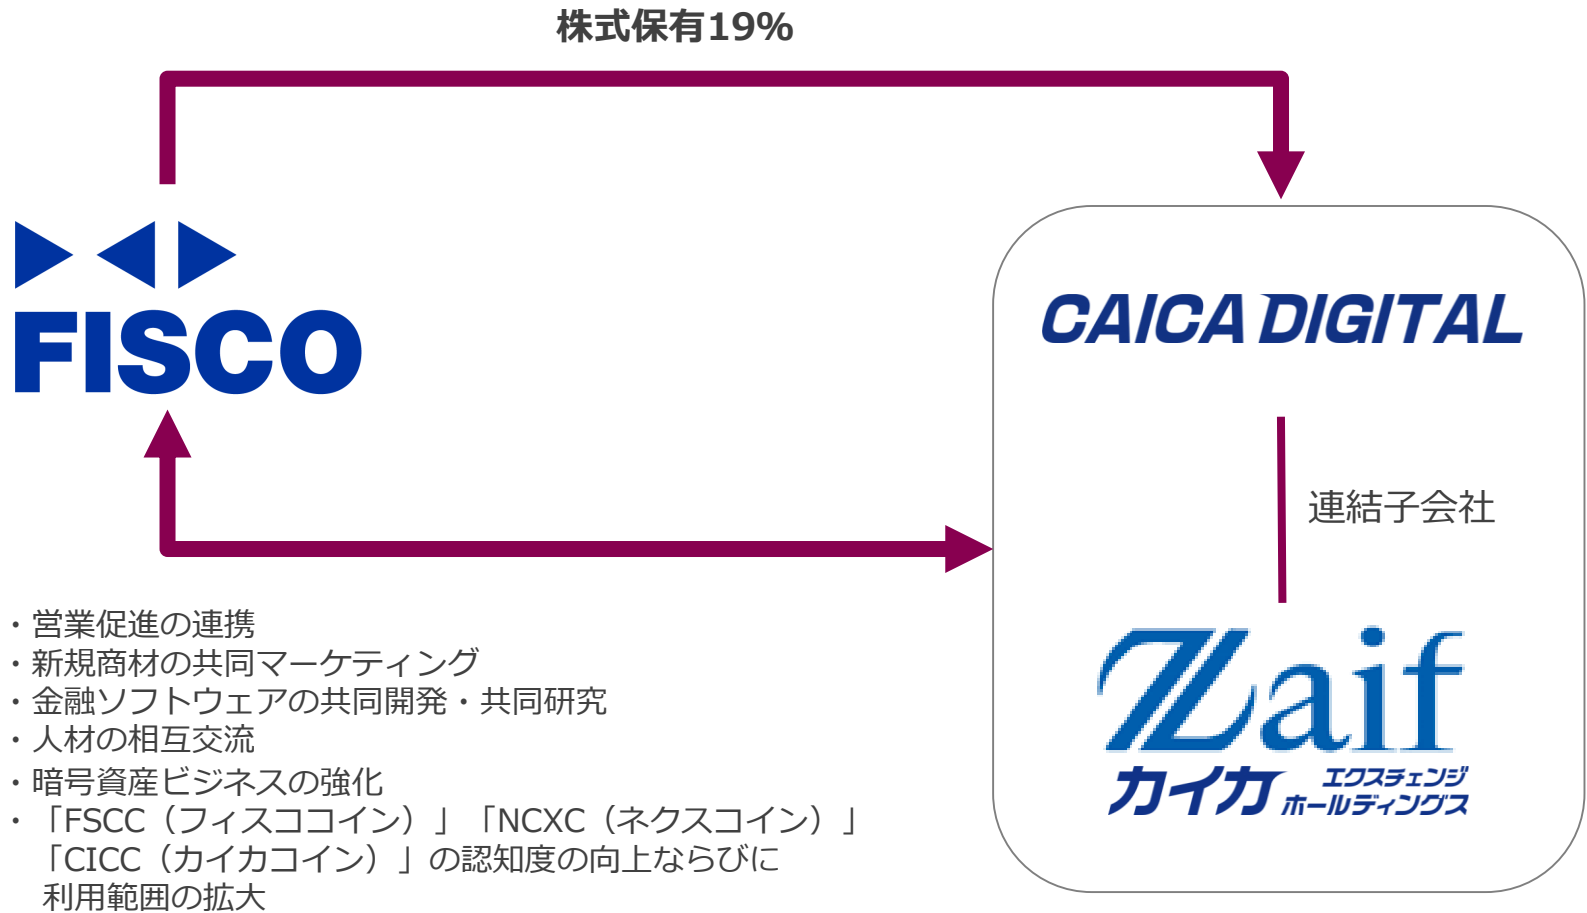 株式保有19%
FISCO
CAICA DIGITAL
連結子会社
Zaif
カイカ エクスチェンジ
ホールディングス
・営業促進の連携
・新規商材の共同マーケティング
・金融ソフトウェアの共同開発・共同研究
・人材の相互交流
・暗号資産ビジネスの強化
・「FSCC（フィスココイン）」「NCXC（ネクスコイン）」
「CICC（カイカコイン）」の認知度の向上ならびに
利用範囲の拡大